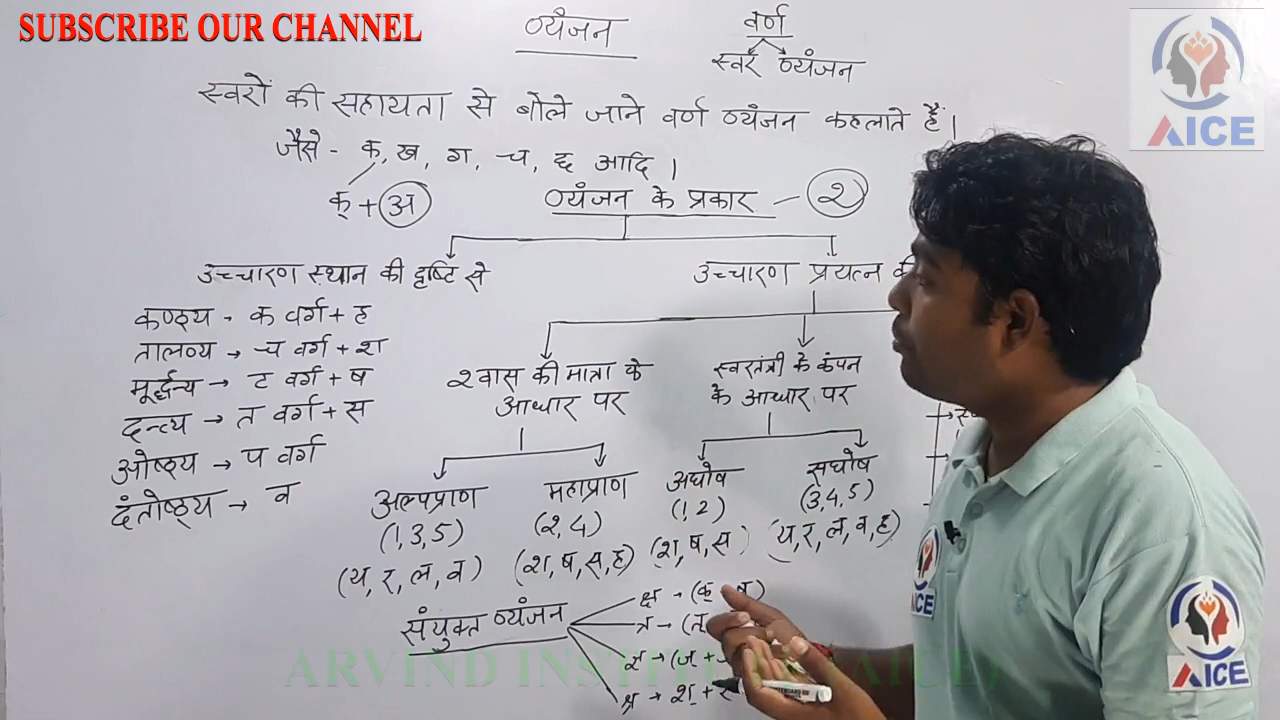 SUBSCRIBE OUR CHANNEL
व्यंजन
वर्ण
स्वर व्यंजन
AICE
स्वरों की सहायता से बोले जाने वर्ण व्यंजन कहलाते हैं।
जैसे - क, ख, ग, च, छ आदि।
क् + अ
व्यंजन के प्रकार - २
उच्चारण स्थान की दृष्टि से
उच्चारण प्रयत्न की
कण्ठ्य - क वर्ग + ह
तालव्य → च वर्ग + श
मूर्द्धन्य → ट वर्ग + ष
दन्त्य → त वर्ग + स
ओष्ठ्य → प वर्ग
दंतोष्ठ्य → व
श्वास की मात्रा के
आधार पर
स्वरतंत्री के कंपन
के आधार पर
अल्पप्राण
(1,3,5)
(य, र, ल, व)
महाप्राण
(2,4)
(श, ष, स, ह)
अघोष
(1,2)
(श, ष, स)
सघोष
(3,4,5)
(य, र, ल, व, ह)
संयुक्त व्यंजन
क्ष → (क्
त्र → (त्
ज्ञ → (ज् +
श्र → श् + र
ARVIND INSTITUTE (AICE)
AICE
AICE